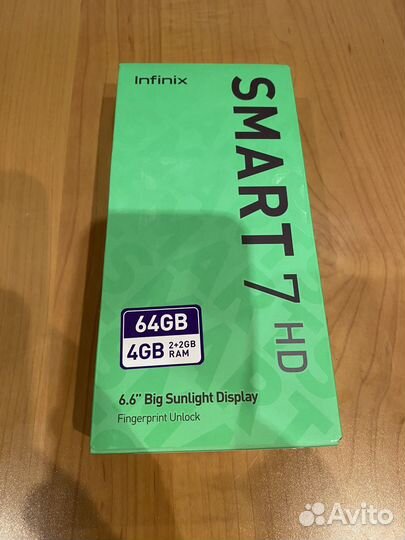 Infinix
SMART 7 HD
64GB
4GB 2+2GB RAM
6.6” Big Sunlight Display
Fingerprint Unlock
Avito